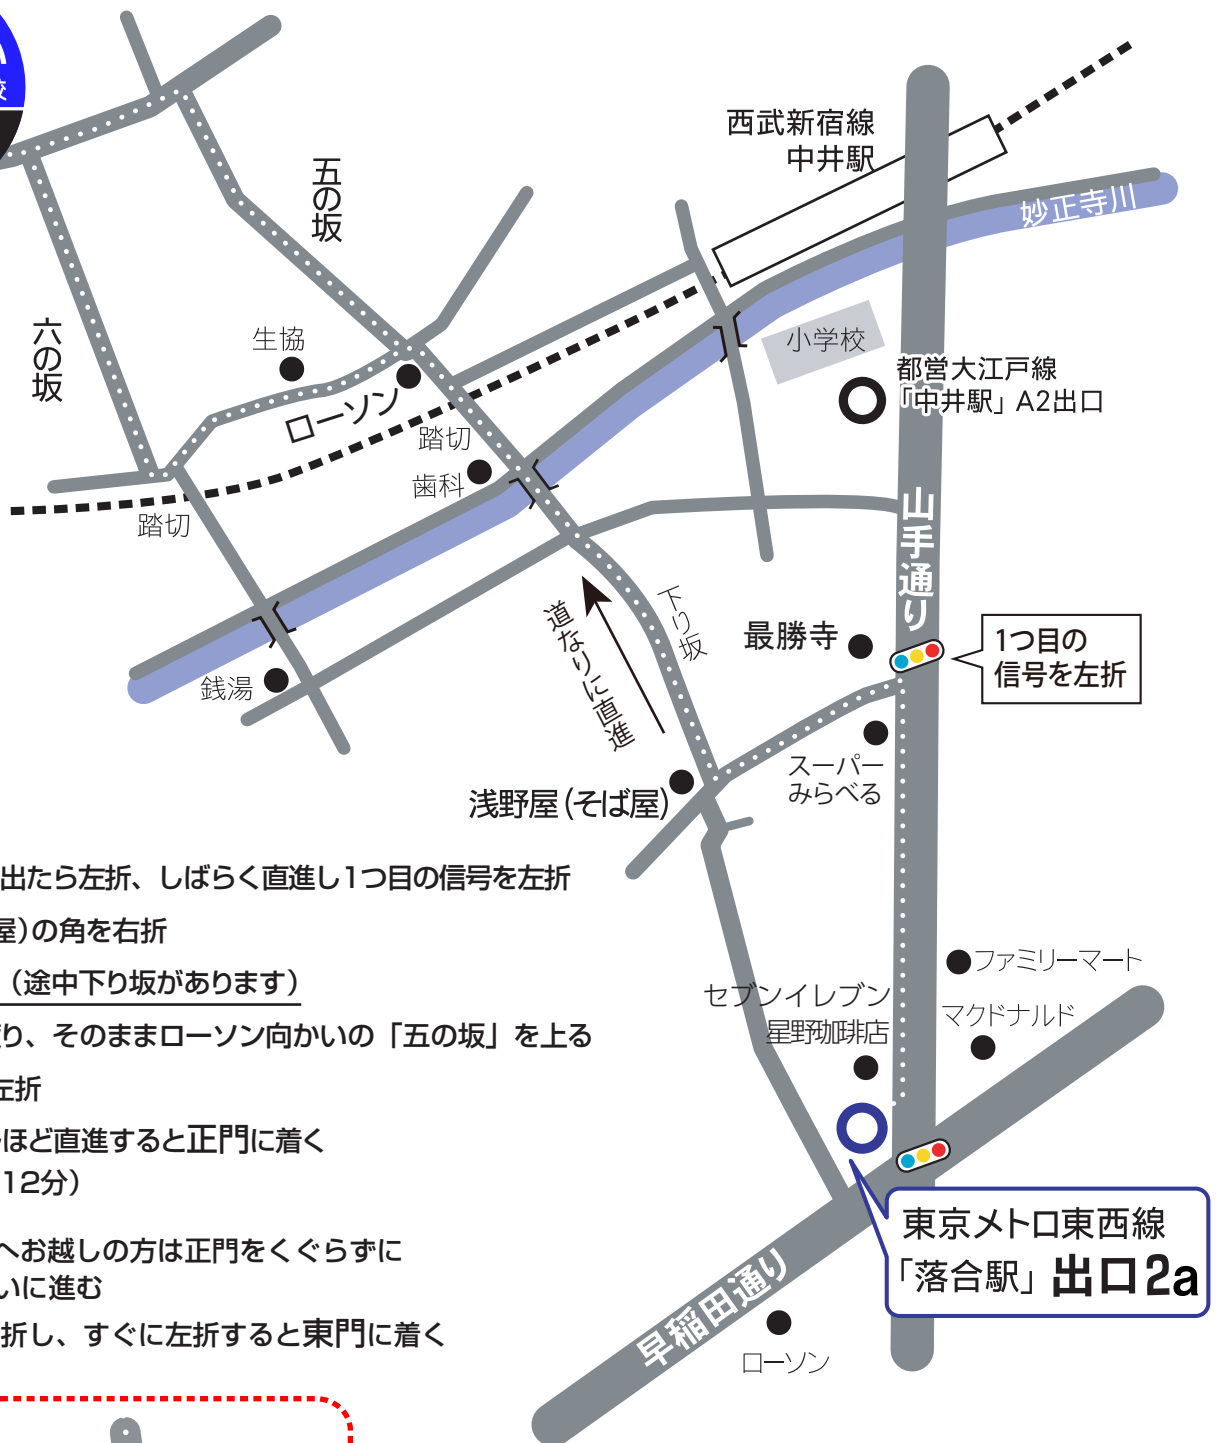 校
西武新宿線
中井駅
妙正寺川
五の坂
六の坂
生協
ローソン
小学校
都営大江戸線
「中井駅」A2出口
踏切
歯科
踏切
山手通り
下り坂
道なりに直進
最勝寺
1つ目の
信号を左折
銭湯
スーパー
みらべる
浅野屋(そば屋)
出たら左折、しばらく直進し1つ目の信号を左折
屋)の角を右折
(途中下り坂があります)
り、そのままローソン向かいの「五の坂」を上る
左折
ほど直進すると正門に着く
12分)
へお越しの方は正門をくぐらずに
いに進む
折し、すぐに左折すると東門に着く
ファミリーマート
セブンイレブン
星野珈琲店
マクドナルド
東京メトロ東西線
「落合駅」出口2a
早稲田通り
ローソン